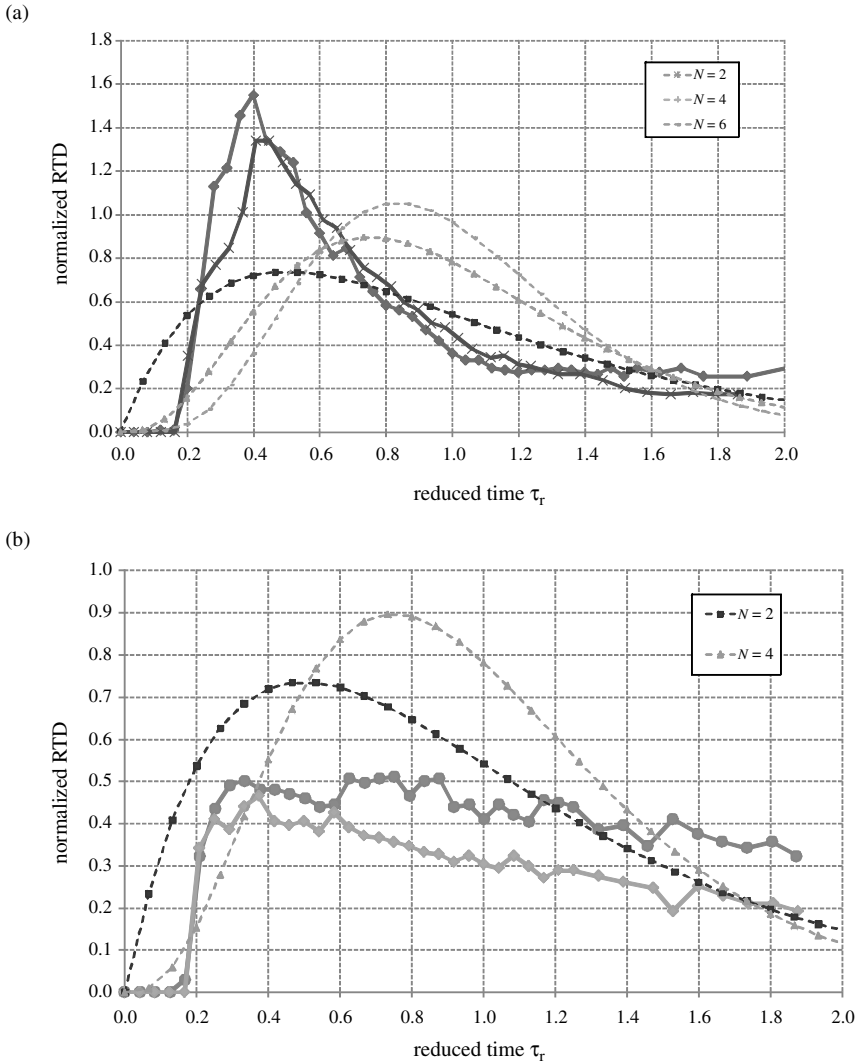 (a)
1.8
1.6
1.4
1.2
1.0
0.8
0.6
0.4
0.2
0.0
normalized RTD
N = 2
N = 4
N = 6
0.0 0.2 0.4 0.6 0.8 1.0 1.2 1.4 1.6 1.8 2.0
reduced time τr
(b)
1.0
0.9
0.8
0.7
0.6
0.5
0.4
0.3
0.2
0.1
0.0
normalized RTD
N = 2
N = 4
0.0 0.2 0.4 0.6 0.8 1.0 1.2 1.4 1.6 1.8 2.0
reduced time τr